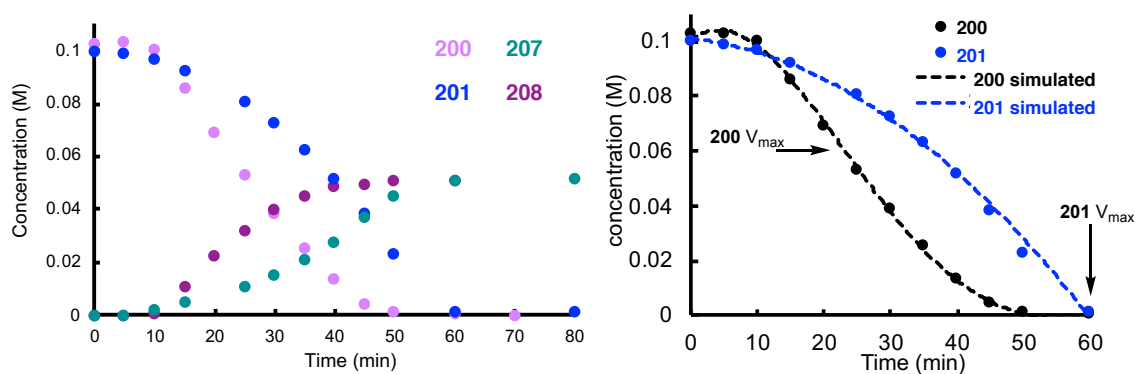 Concentration (M)
0.1
0.08
0.06
0.04
0.02
0
0 10 20 30 40 50 60 70 80
Time (min)
200 207
201 208
concentration (M)
0.1
0.08
0.06
0.04
0.02
0
0 10 20 30 40 50 60
Time (min)
200
201
200 simulated
201 simulated
200 Vmax
201 Vmax